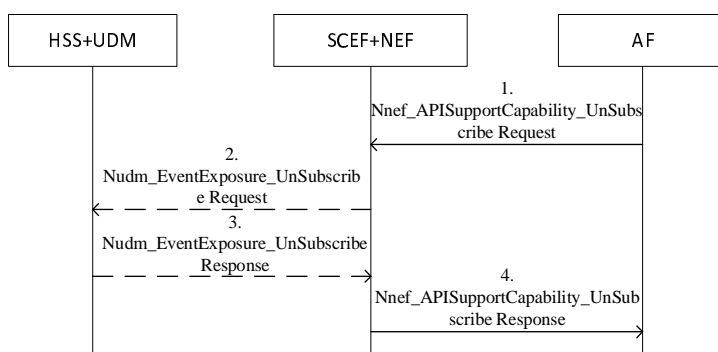 HSS+UDM
SCEF+NEF
AF
1.
Nnef_APISupportCapability_UnSubs
cribe Request
2.
Nudm_EventExposure_UnSubscrib
e Request
3.
Nudm_EventExposure_UnSubscribe
Response
4.
Nnef_APISupportCapability_UnSub
scribe Response